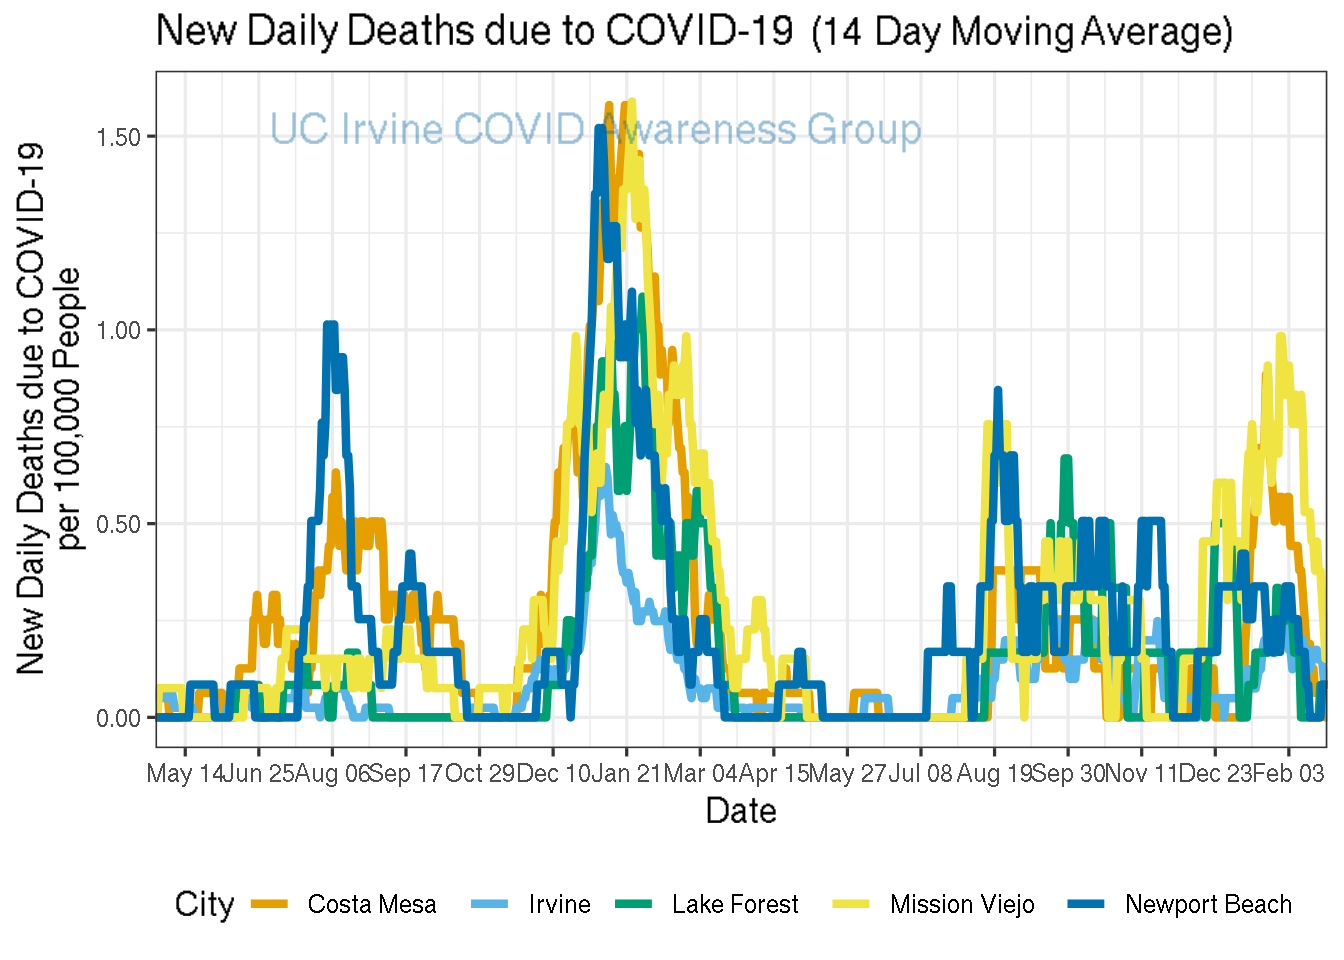 New Daily Deaths due to COVID-19 (14 Day Moving Average)
UC Irvine COVID Awareness Group
New Daily Deaths due to COVID-19
per 100,000 People
1.50
1.00
0.50
0.00
May 14 Jun 25 Aug 06 Sep 17 Oct 29 Dec 10 Jan 21 Mar 04 Apr 15 May 27 Jul 08 Aug 19 Sep 30 Nov 11 Dec 23 Feb 03
Date
City Costa Mesa Irvine Lake Forest Mission Viejo Newport Beach